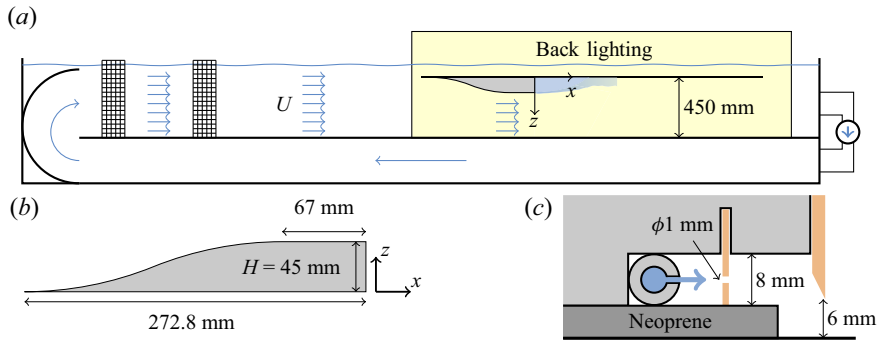 (a)
Back lighting
U
x
z
450 mm
(b)
67 mm
H = 45 mm
z
x
272.8 mm
(c)
ϕ1 mm
8 mm
Neoprene
6 mm